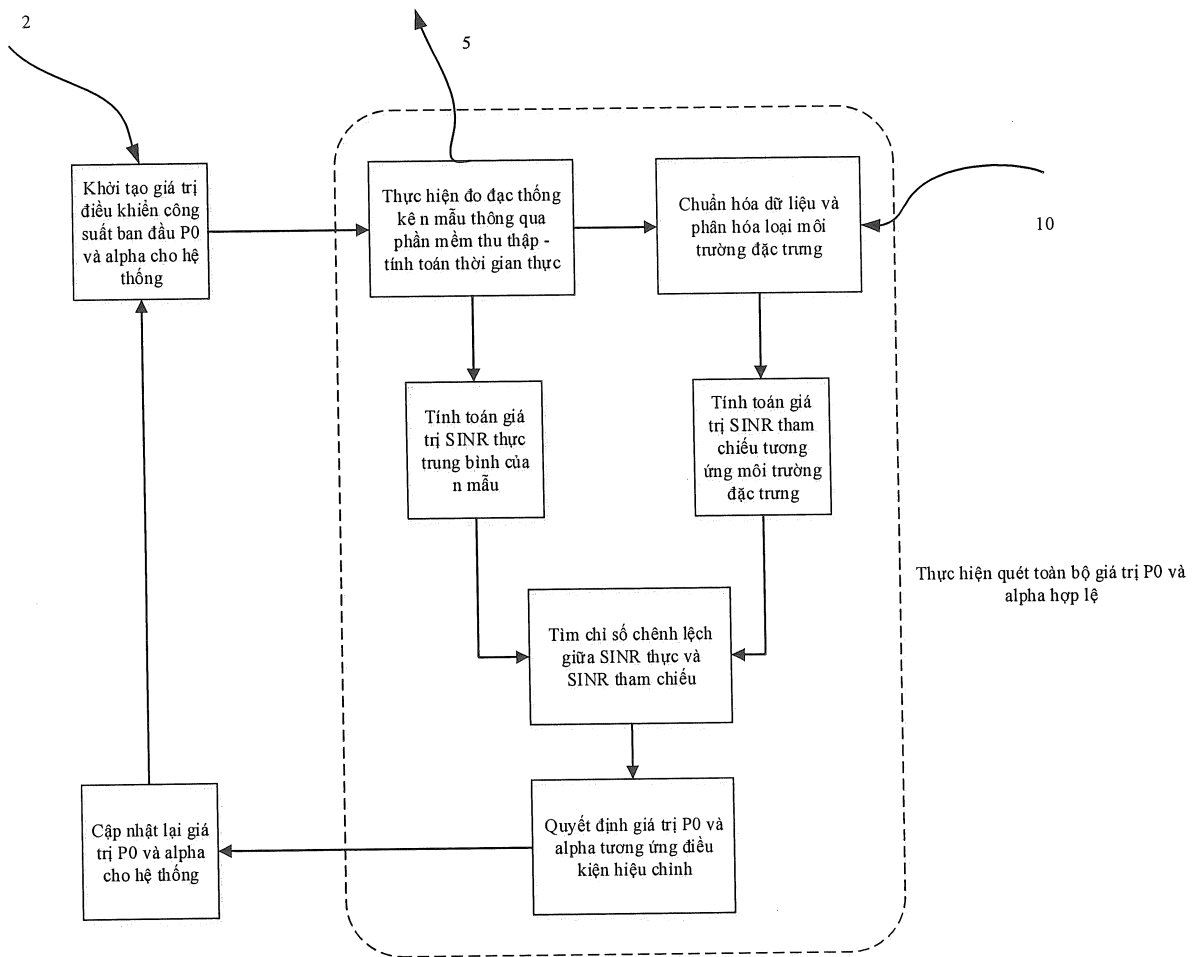 2
5
Khởi tạo giá trị
điều khiển công
suất ban đầu P0
và alpha cho hệ
thống
Thực hiện đo đạc thống
kê n mẫu thông qua
phần mềm thu thập -
tính toán thời gian thực
Chuẩn hóa dữ liệu và
phân hóa loại môi
trường đặc trưng
10
Tính toán giá
trị SINR thực
trung bình của
n mẫu
Tính toán giá
trị SINR tham
chiếu tương
ứng môi trường
đặc trưng
Thực hiện quét toàn bộ giá trị P0 và
alpha hợp lệ
Tìm chỉ số chênh lệch
giữa SINR thực và
SINR tham chiếu
Quyết định giá trị P0 và
alpha tương ứng điều
kiện hiệu chỉnh
Cập nhật lại giá
trị P0 và alpha
cho hệ thống